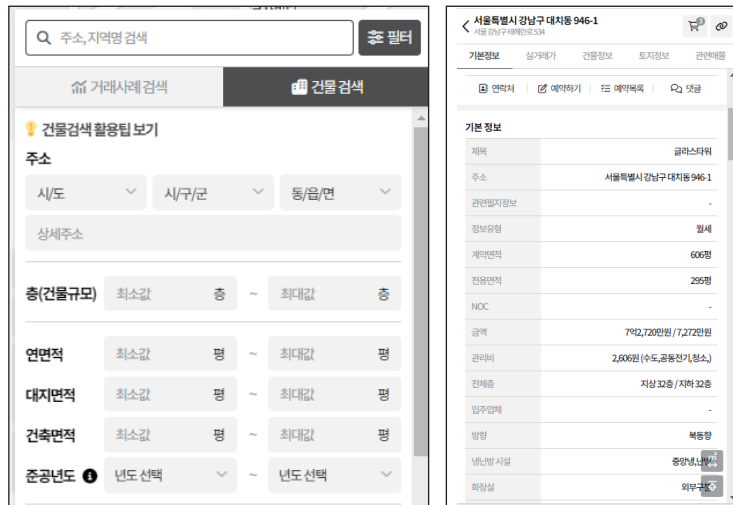 주소,지역명 검색
필터
거래사례 검색
건물 검색
건물검색 활용팁 보기
주소
시/도
시/구/군
동/읍/면
상세주소
층(건물규모) 최소값 층 ~ 최대값 층
연면적 최소값 평 ~ 최대값 평
대지면적 최소값 평 ~ 최대값 평
건축면적 최소값 평 ~ 최대값 평
준공년도 년도 선택 ~ 년도 선택
서울특별시 강남구 대치동 946-1
서울 강남구 테헤란로 534
기본정보 실거래가 건물정보 토지정보 관련매물
연락처 예약하기 예약목록 댓글
기본 정보
제목 글라스타워
주소 서울특별시 강남구 대치동 946-1
관련필지정보 -
정보유형 월세
계약면적 606평
전용면적 295평
NOC -
금액 7억2,720만원 / 7,272만원
관리비 2,606원 (수도,공동전기,청소,)
전체층 지상 32층 / 지하 32층
입주업체 -
방향 북동향
냉난방 시설 중앙냉,난방
화장실 외부구분